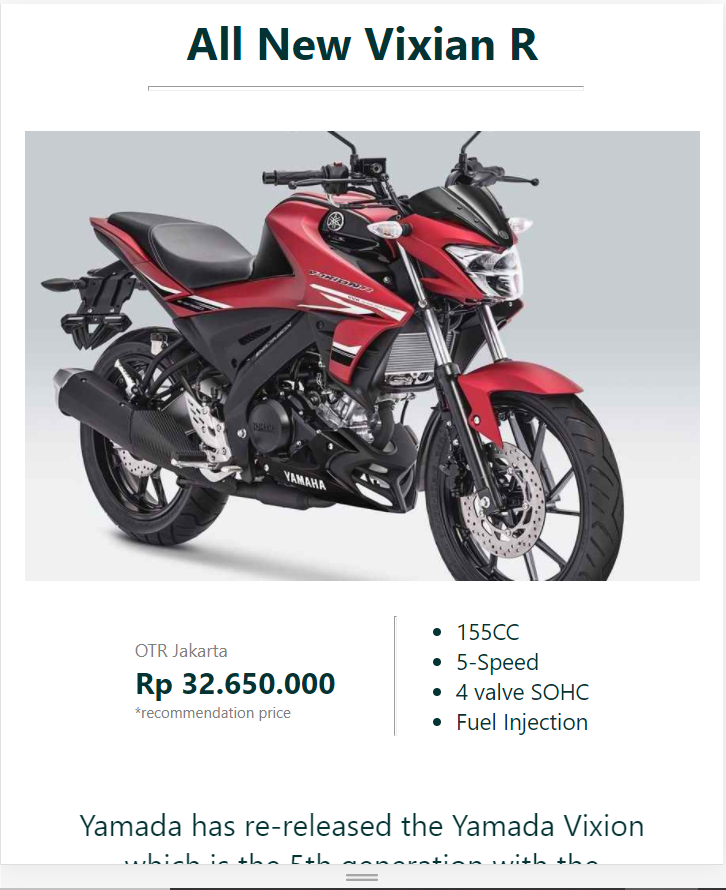 All New Vixian R
VIXION R
YAMAHA
OTR Jakarta
Rp 32.650.000
*recommendation price
155CC
5-Speed
4 valve SOHC
Fuel Injection
Yamada has re-released the Yamada Vixion
which is the 5th generation with the